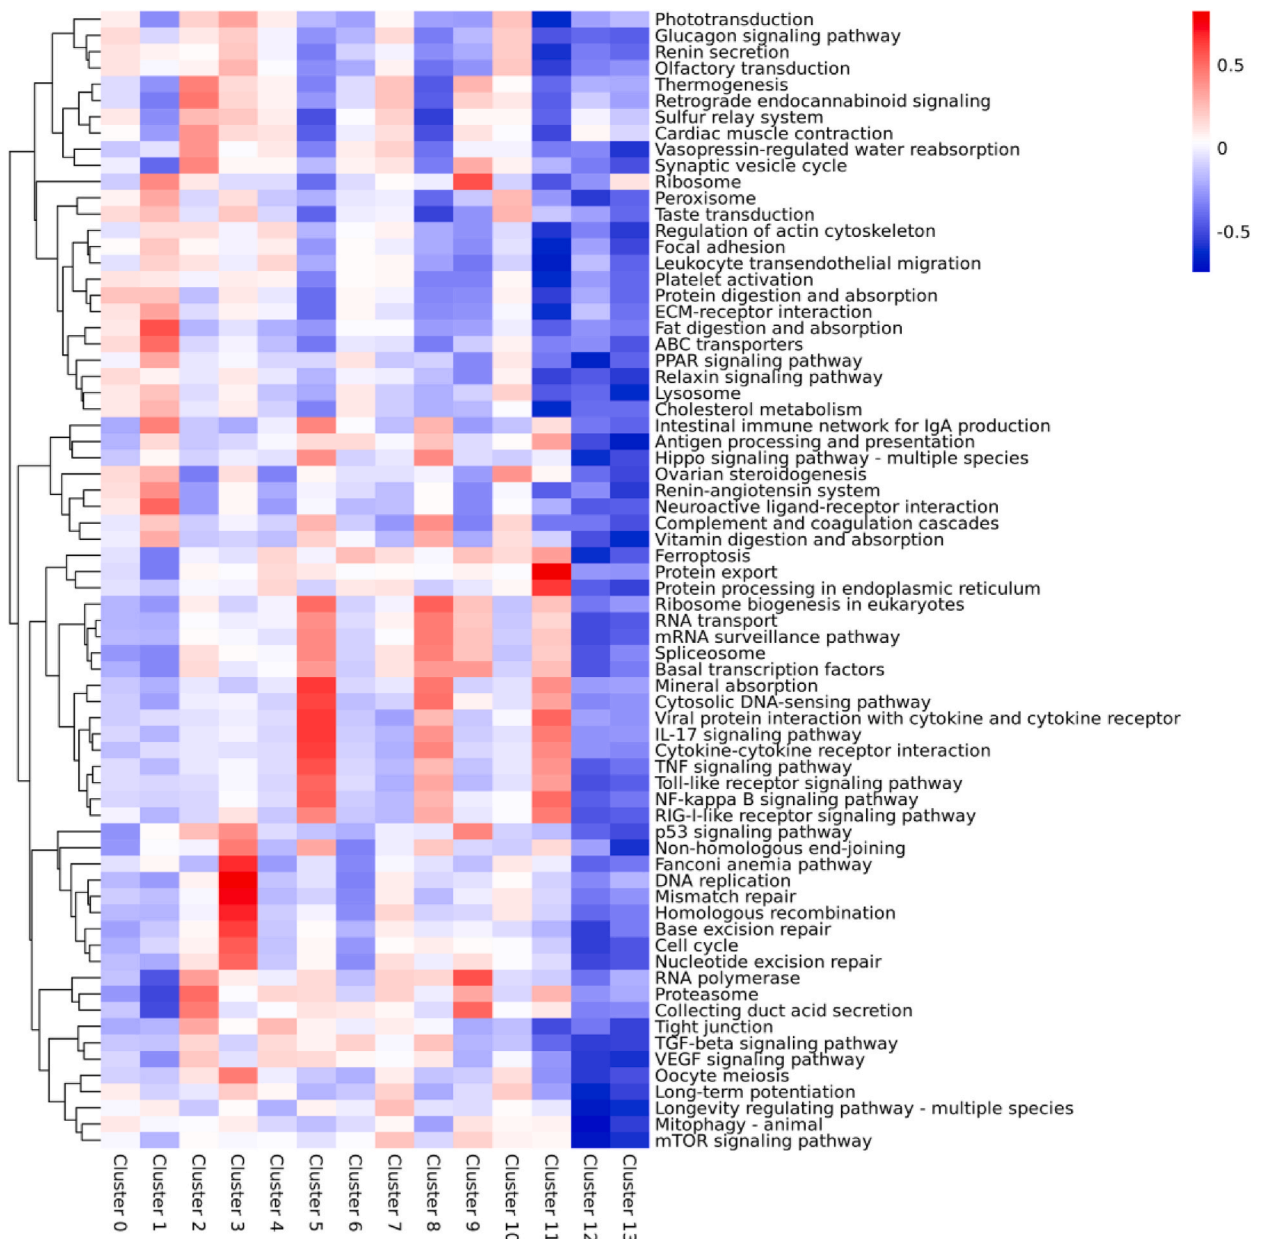 Phototransduction
Glucagon signaling pathway
Renin secretion
Olfactory transduction
Thermogenesis
Retrograde endocannabinoid signaling
Sulfur relay system
Cardiac muscle contraction
Vasopressin-regulated water reabsorption
Synaptic vesicle cycle
Ribosome
Peroxisome
Taste transduction
Regulation of actin cytoskeleton
Focal adhesion
Leukocyte transendothelial migration
Platelet activation
Protein digestion and absorption
ECM-receptor interaction
Fat digestion and absorption
ABC transporters
PPAR signaling pathway
Relaxin signaling pathway
Lysosome
Cholesterol metabolism
Intestinal immune network for IgA production
Antigen processing and presentation
Hippo signaling pathway - multiple species
Ovarian steroidogenesis
Renin-angiotensin system
Neuroactive ligand-receptor interaction
Complement and coagulation cascades
Vitamin digestion and absorption
Ferroptosis
Protein export
Protein processing in endoplasmic reticulum
Ribosome biogenesis in eukaryotes
RNA transport
mRNA surveillance pathway
Spliceosome
Basal transcription factors
Mineral absorption
Cytosolic DNA-sensing pathway
Viral protein interaction with cytokine and cytokine receptor
IL-17 signaling pathway
Cytokine-cytokine receptor interaction
TNF signaling pathway
Toll-like receptor signaling pathway
NF-kappa B signaling pathway
RIG-I-like receptor signaling pathway
p53 signaling pathway
Non-homologous end-joining
Fanconi anemia pathway
DNA replication
Mismatch repair
Homologous recombination
Base excision repair
Cell cycle
Nucleotide excision repair
RNA polymerase
Proteasome
Collecting duct acid secretion
Tight junction
TGF-beta signaling pathway
VEGF signaling pathway
Oocyte meiosis
Long-term potentiation
Longevity regulating pathway - multiple species
Mitophagy - animal
mTOR signaling pathway
Cluster 0
Cluster 1
Cluster 2
Cluster 3
Cluster 4
Cluster 5
Cluster 6
Cluster 7
Cluster 8
Cluster 9
Cluster 10
Cluster 11
Cluster 12
Cluster 13
0.5
0
-0.5